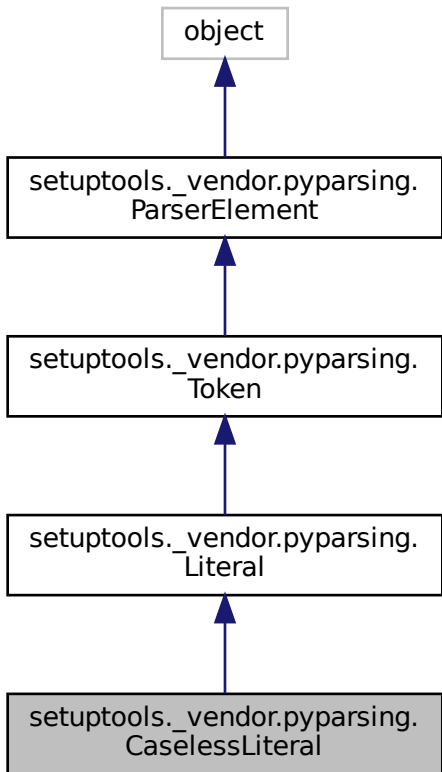 object
setuptools._vendor.pyparsing.
ParserElement
setuptools._vendor.pyparsing.
Token
setuptools._vendor.pyparsing.
Literal
setuptools._vendor.pyparsing.
CaselessLiteral